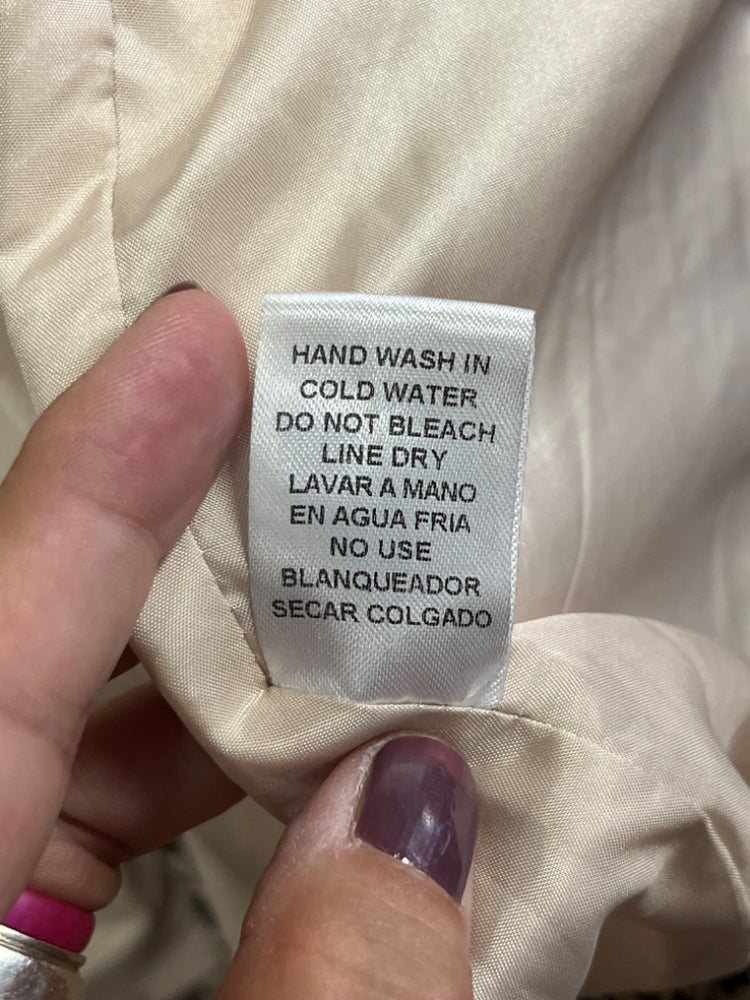 HAND WASH IN
COLD WATER
DO NOT BLEACH
LINE DRY
LAVAR A MANO
EN AGUA FRIA
NO USE
BLANQUEADOR
SECAR COLGADO